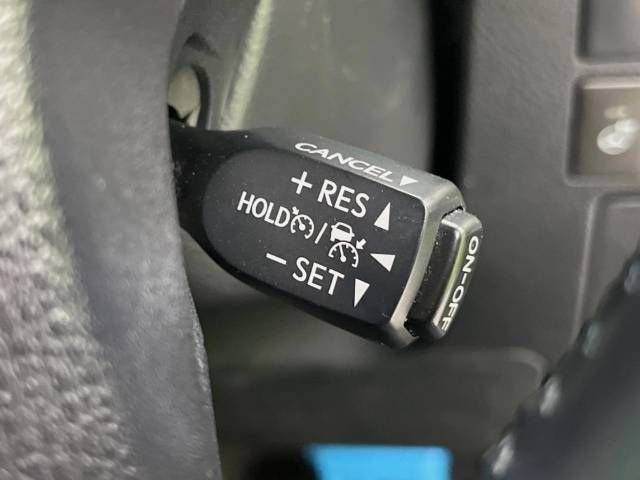 CANCEL▼
+RES▲
HOLD / ◀
−SET▼
ON-OFF